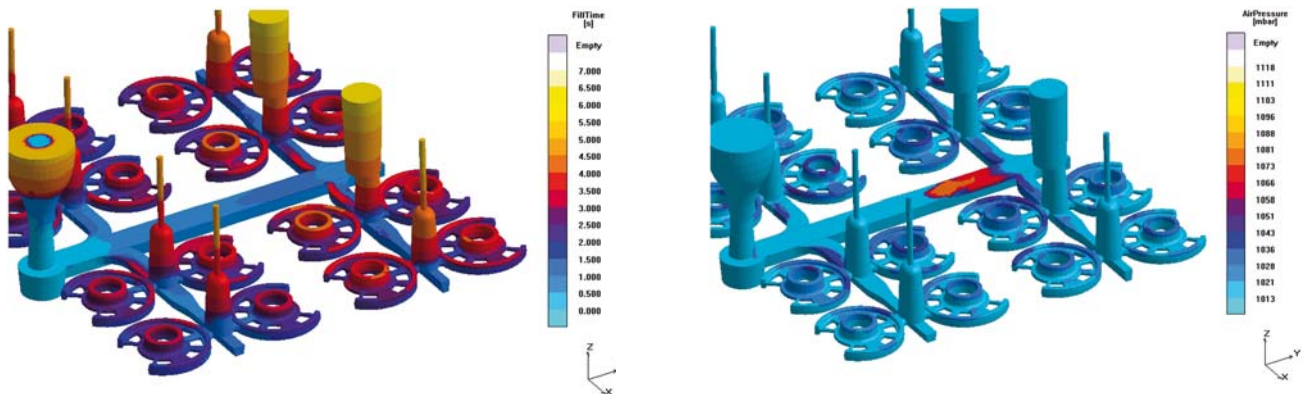 FillTime
[s]
Empty
7.000
6.500
6.000
5.500
5.000
4.500
4.000
3.500
3.000
2.500
2.000
1.500
1.000
0.500
0.000
Z
X
AirPressure
[mbar]
Empty
1118
1111
1103
1096
1088
1081
1073
1066
1058
1051
1043
1036
1028
1021
1013
Z
Y
X